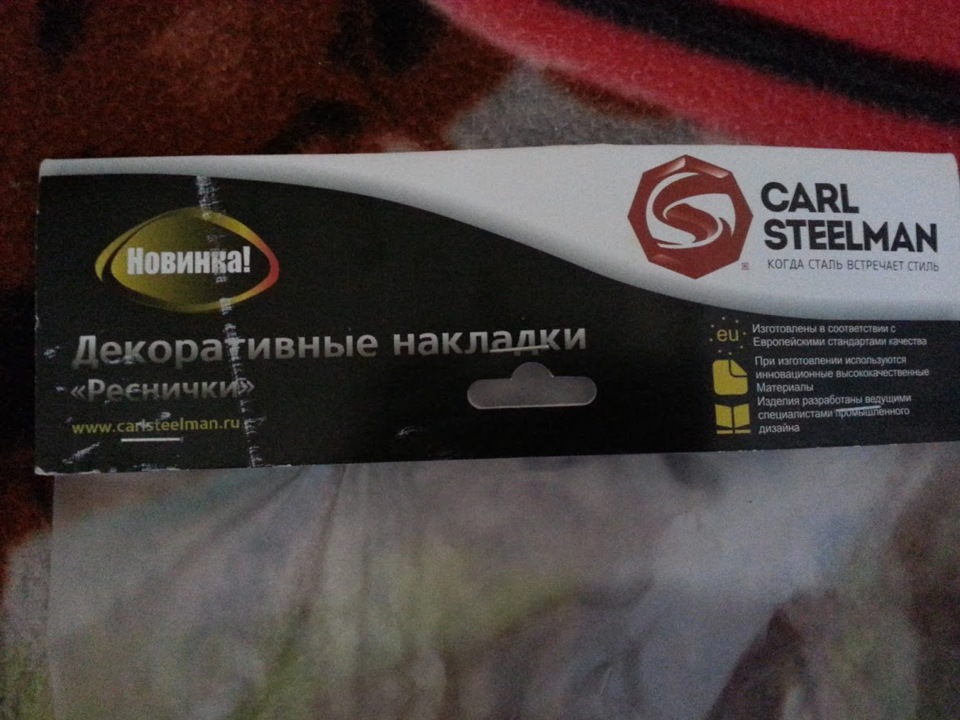 Новинка!
Декоративные накладки
«Реснички»
www.carlsteelman.ru
CARL
STEELMAN
®
КОГДА СТАЛЬ ВСТРЕЧАЕТ СТИЛЬ
eu
Изготовлены в соответствии с
Европейскими стандартами качества
При изготовлении используются
инновационные высококачественные
Материалы
Изделия разработаны ведущими
специалистами промышленного
дизайна